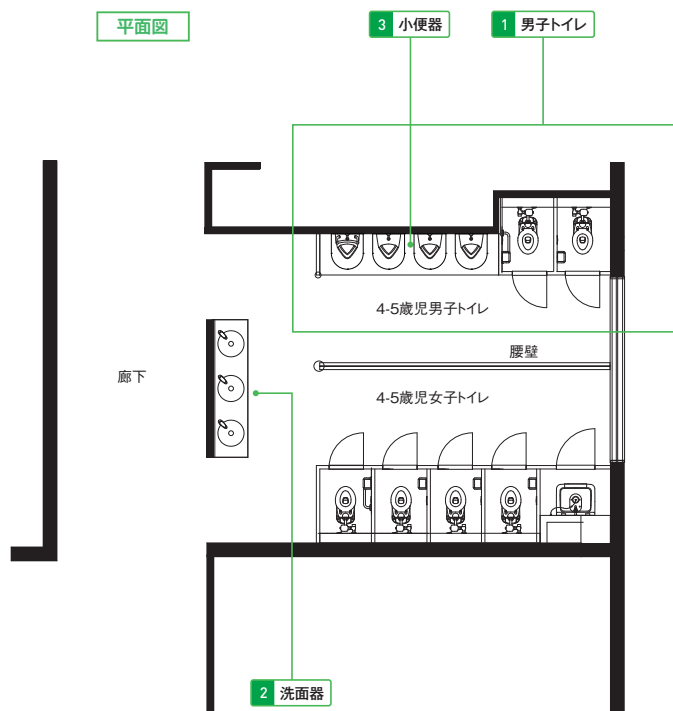 平面図
3 小便器
1 男子トイレ
4-5歳児男子トイレ
腰壁
廊下
4-5歳児女子トイレ
2 洗面器